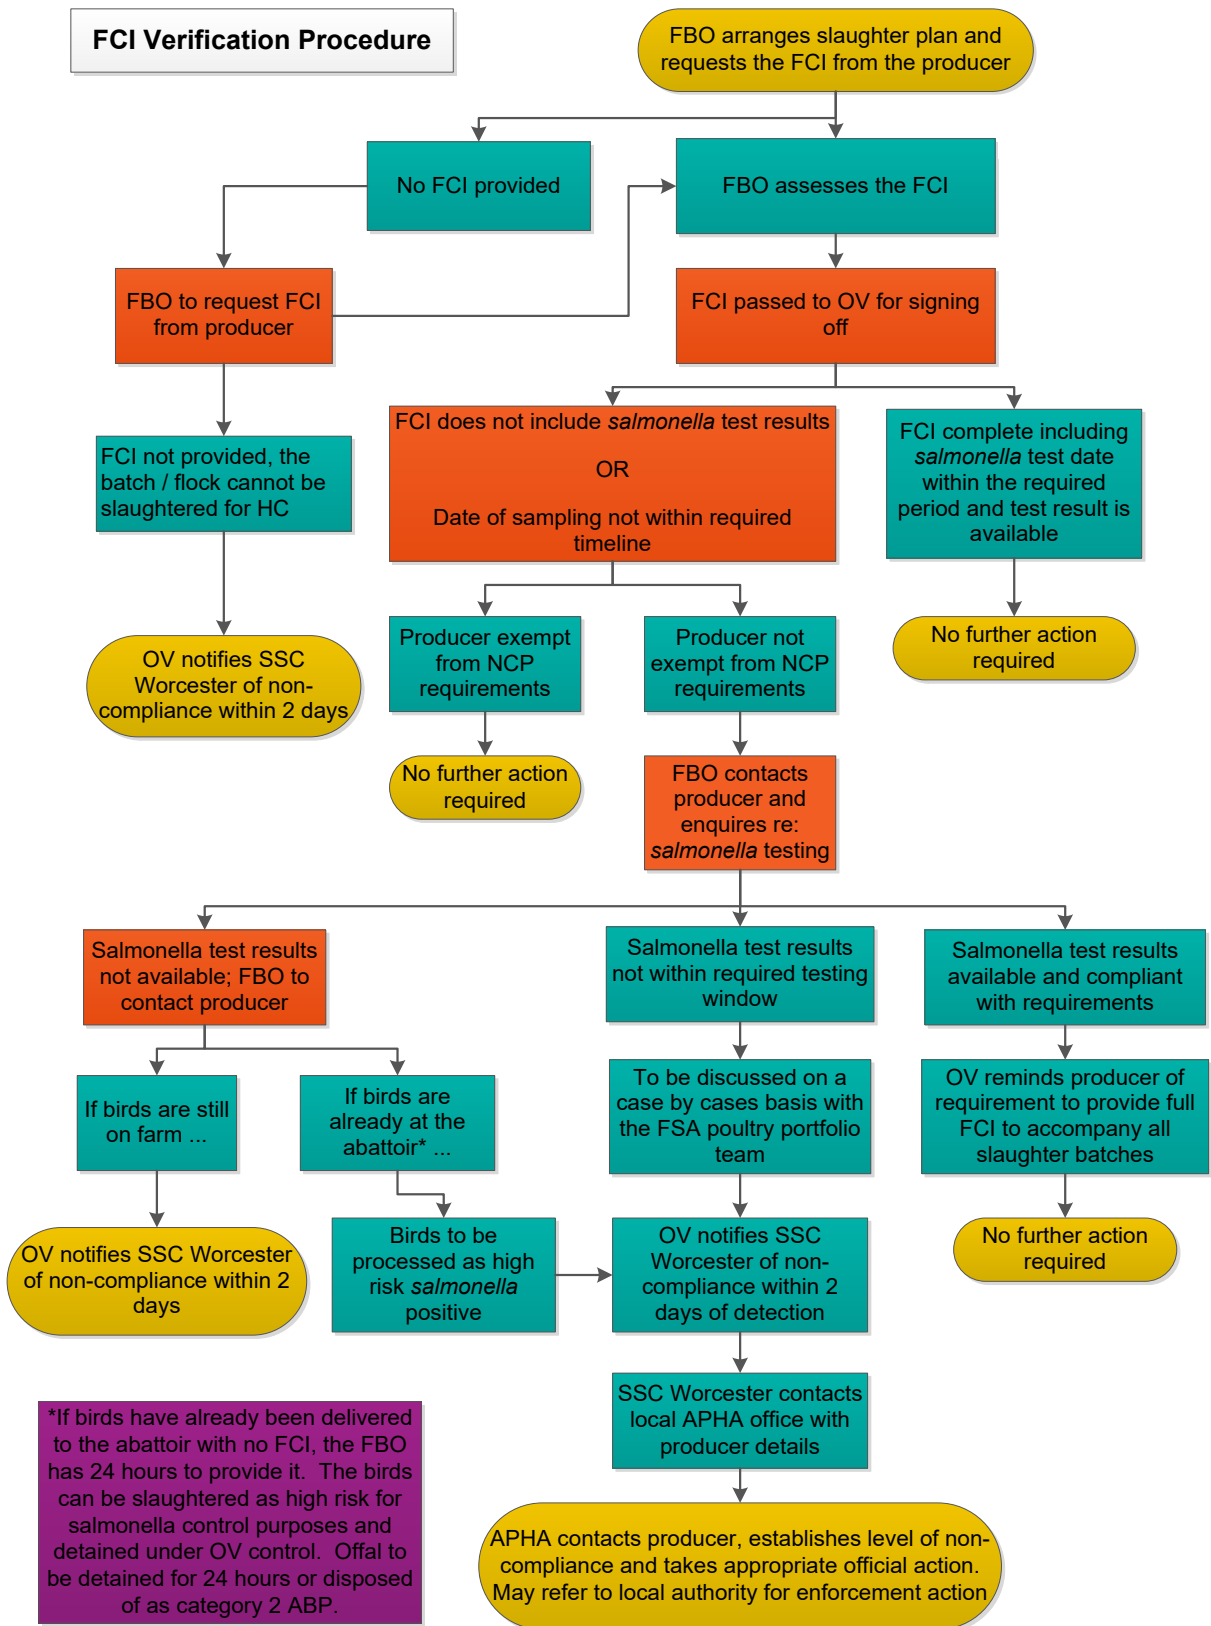 FCI Verification Procedure
FBO arranges slaughter plan and
requests the FCI from the producer
No FCI provided
FBO assesses the FCI
FBO to request FCI
from producer
FCI passed to OV for signing
off
FCI not provided, the
batch / flock cannot be
slaughtered for HC
FCI does not include salmonella test results
OR
Date of sampling not within required
timeline
FCI complete including
salmonella test date
within the required
period and test result is
available
OV notifies SSC
Worcester of non-
compliance within 2 days
Producer exempt
from NCP
requirements
Producer not
exempt from NCP
requirements
No further action
required
No further action
required
FBO contacts
producer and
enquires re:
salmonella testing
Salmonella test results
not available; FBO to
contact producer
Salmonella test results
not within required testing
window
Salmonella test results
available and compliant
with requirements
If birds are still
on farm ...
If birds are
already at the
abattoir* ...
To be discussed on a
case by cases basis with
the FSA poultry portfolio
team
OV reminds producer of
requirement to provide full
FCI to accompany all
slaughter batches
OV notifies SSC Worcester
of non-compliance within 2
days
Birds to be
processed as high
risk salmonella
positive
OV notifies SSC
Worcester of non-
compliance within 2
days of detection
No further action
required
SSC Worcester contacts
local APHA office with
producer details
*If birds have already been delivered
to the abattoir with no FCI, the FBO
has 24 hours to provide it.  The birds
can be slaughtered as high risk for
salmonella control purposes and
detained under OV control.  Offal to
be detained for 24 hours or disposed
of as category 2 ABP.
APHA contacts producer, establishes level of non-
compliance and takes appropriate official action.
May refer to local authority for enforcement action